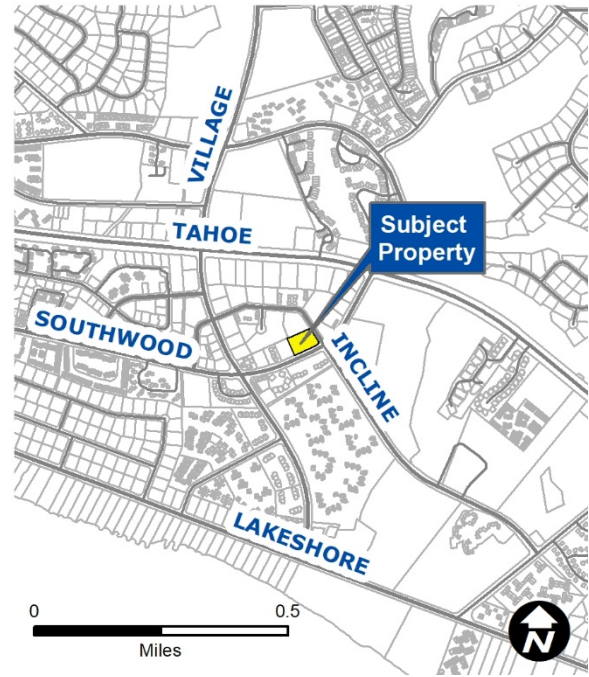 VILLAGE
TAHOE
Subject
Property
SOUTHWOOD
INCLINE
LAKESHORE
0
0.5
Miles
N